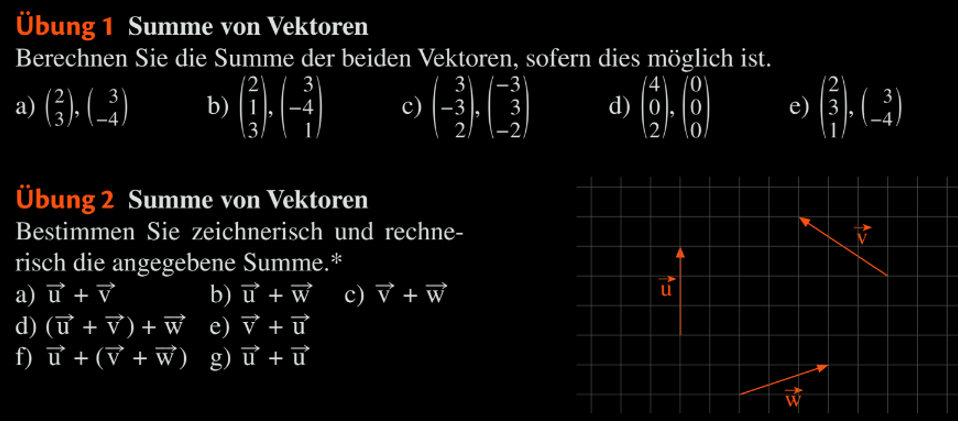 Übung 1 Summe von Vektoren
Berechnen Sie die Summe der beiden Vektoren, sofern dies möglich ist.
a) (2 3), (3 −4) b) (2 1 3), (3 −4 1) c) (3 −3 2), (−3 3 −2) d) (4 0 2), (0 0 0) e) (2 3 1), (3 −4)
Übung 2 Summe von Vektoren
Bestimmen Sie zeichnerisch und rechne-
risch die angegebene Summe.*
a) u⃗ + v⃗ b) u⃗ + w⃗ c) v⃗ + w⃗
d) (u⃗ + v⃗) + w⃗ e) v⃗ + u⃗
f) u⃗ + (v⃗ + w⃗) g) u⃗ + u⃗
v⃗
u⃗
w⃗